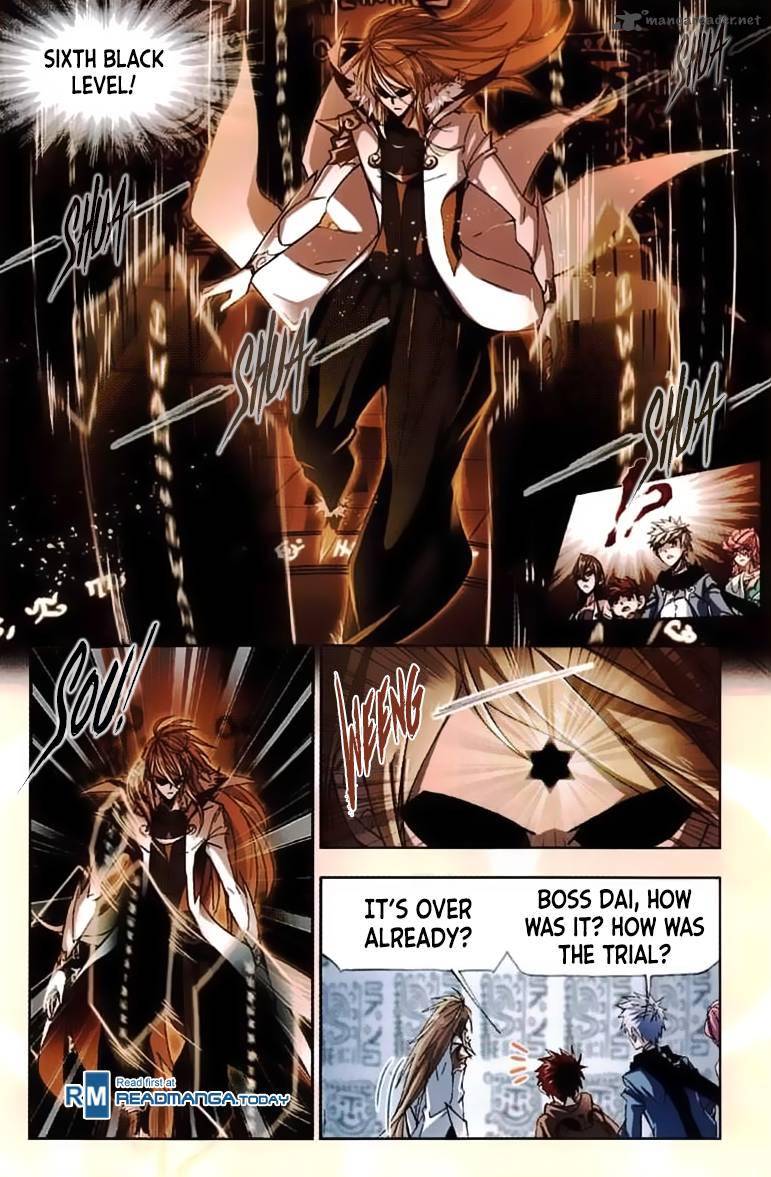 mangareader.net
SIXTH BLACK
LEVEL!
SHUA
SHUA
SHUA
SHUA
!?
SOU!
WEENG
IT'S OVER
ALREADY?
BOSS DAI, HOW
WAS IT? HOW WAS
THE TRIAL?
RM
Read first at
READMANGA.TODAY